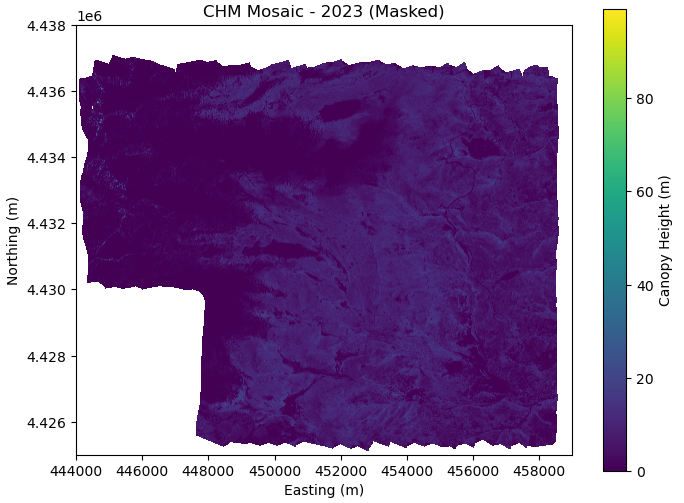 CHM Mosaic - 2023 (Masked)
1e6
4.438
4.436
4.434
4.432
4.430
4.428
4.426
Northing (m)
444000 446000 448000 450000 452000 454000 456000 458000
Easting (m)
80
60
40
20
0
Canopy Height (m)